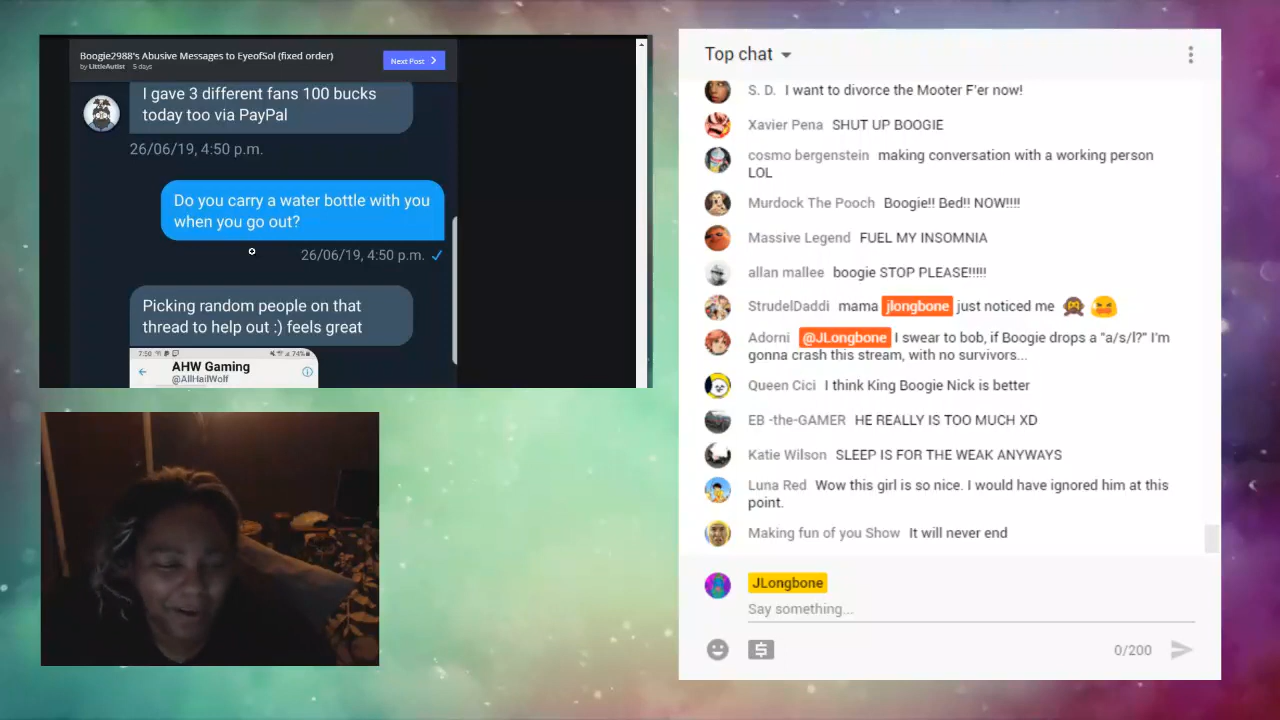 Boogie2988's Abusive Messages to EyeofSol (fixed order)
by LittleAutist 5 days
Next Post
I gave 3 different fans 100 bucks
today too via PayPal
26/06/19, 4:50 p.m.
Do you carry a water bottle with you
when you go out?
26/06/19, 4:50 p.m.
Picking random people on that
thread to help out :) feels great
7:50 74%
AHW Gaming
@AllHailWolf
Top chat
S. D. I want to divorce the Mooter F'er now!
Xavier Pena SHUT UP BOOGIE
cosmo bergenstein making conversation with a working person
LOL
Murdock The Pooch Boogie!! Bed!! NOW!!!!
Massive Legend FUEL MY INSOMNIA
allan mallee boogie STOP PLEASE!!!!!
StrudelDaddi mama jlongbone just noticed me
Adorni @JLongbone I swear to bob, if Boogie drops a "a/s/l?" I'm
gonna crash this stream, with no survivors...
Queen Cici I think King Boogie Nick is better
EB -the-GAMER HE REALLY IS TOO MUCH XD
Katie Wilson SLEEP IS FOR THE WEAK ANYWAYS
Luna Red Wow this girl is so nice. I would have ignored him at this
point.
Making fun of you Show It will never end
JLongbone
Say something...
0/200